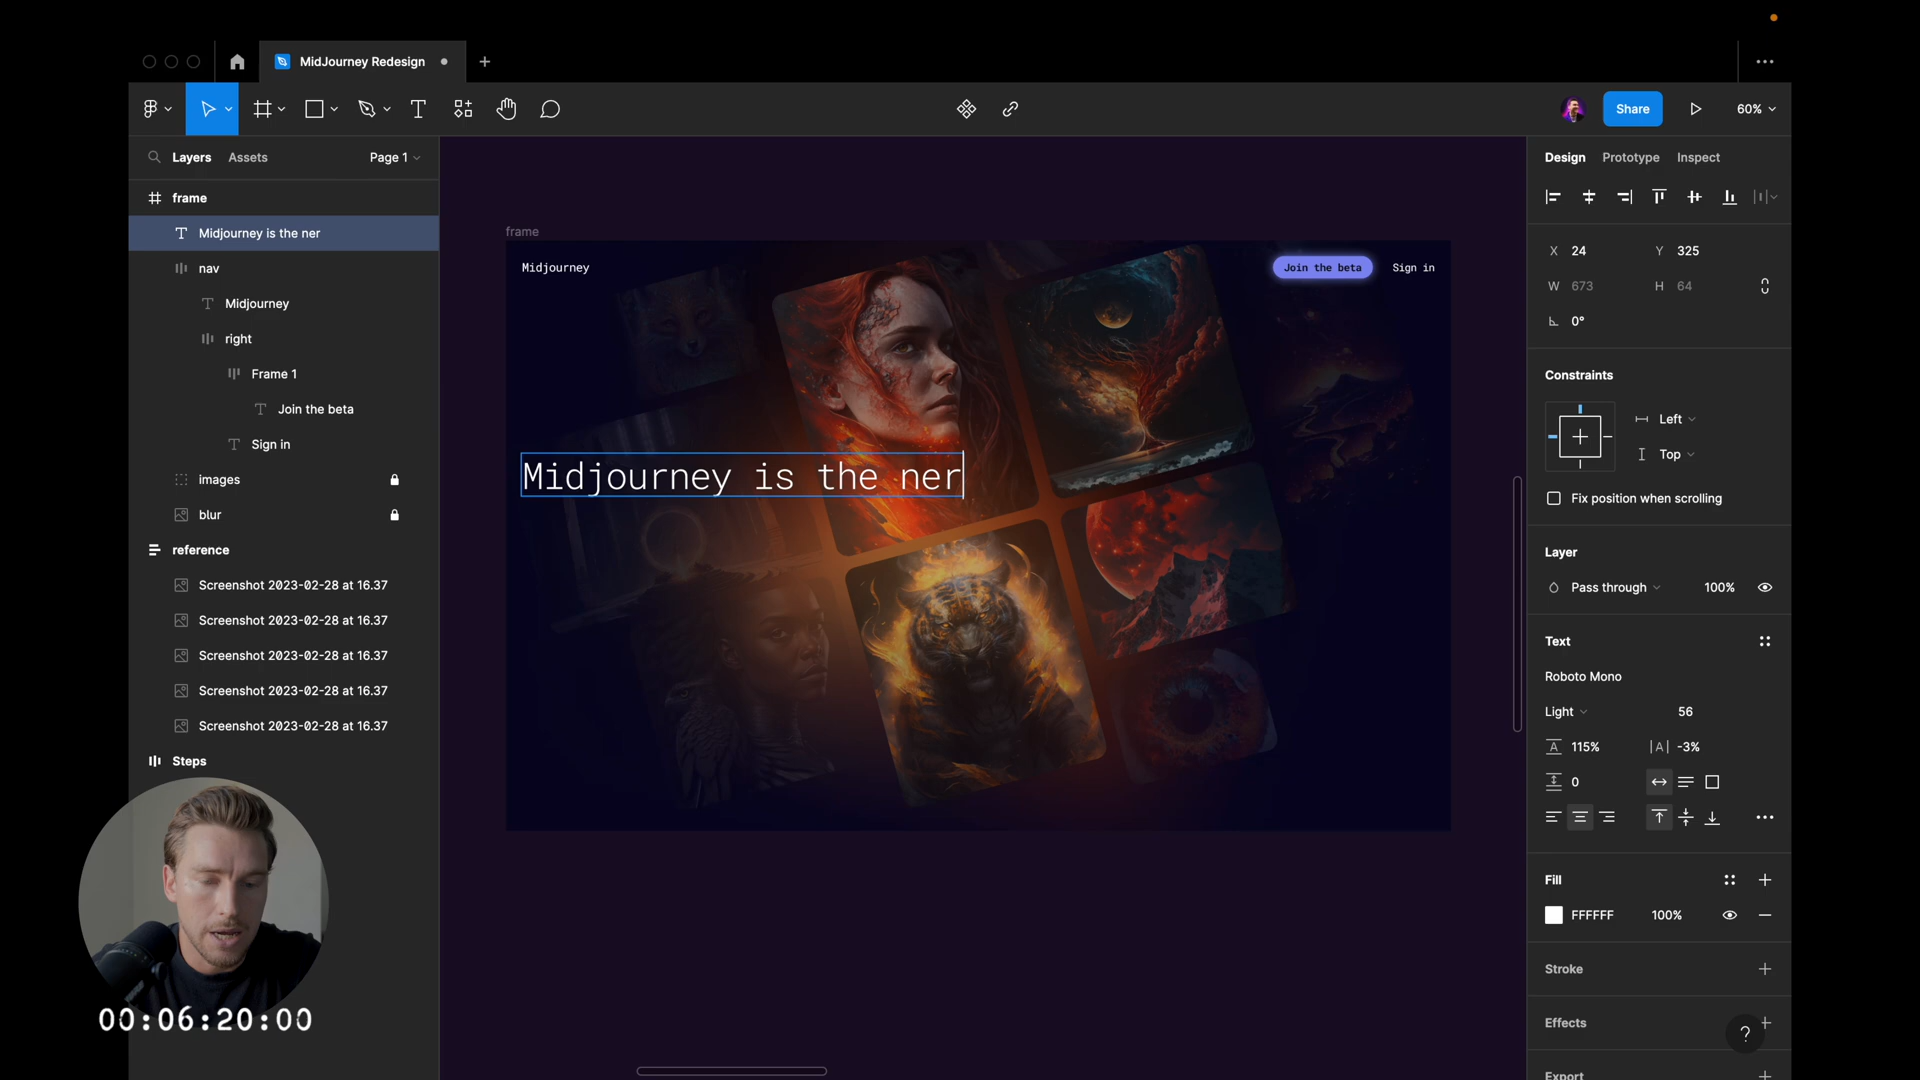 MidJourney Redesign
Share
60%
Layers
Assets
Page 1
frame
Midjourney is the ner
nav
Midjourney
right
Frame 1
Join the beta
Sign in
images
blur
reference
Screenshot 2023-02-28 at 16.37
Screenshot 2023-02-28 at 16.37
Screenshot 2023-02-28 at 16.37
Screenshot 2023-02-28 at 16.37
Screenshot 2023-02-28 at 16.37
Steps
00:06:20:00
frame
Midjourney
Join the beta
Sign in
Midjourney is the ner
Design
Prototype
Inspect
X 24
Y 325
W 673
H 64
0°
Constraints
Left
Top
Fix position when scrolling
Layer
Pass through
100%
Text
Roboto Mono
Light
56
115%
|A| -3%
0
Fill
FFFFFF
100%
Stroke
Effects
?
Export